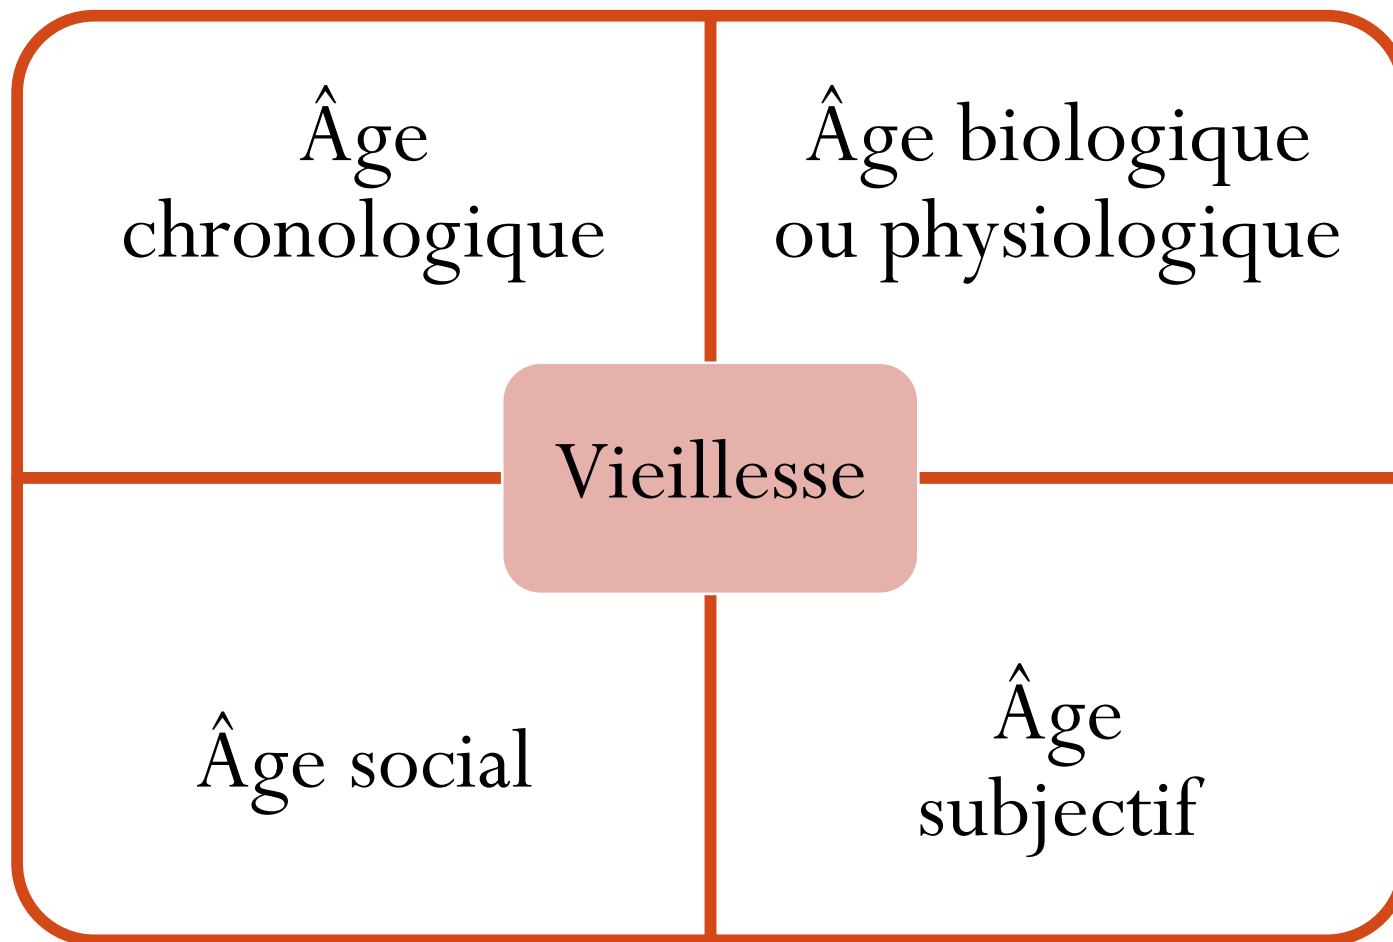 Âge
chronologique
Âge biologique
ou physiologique
Vieillesse
Âge social
Âge
subjectif